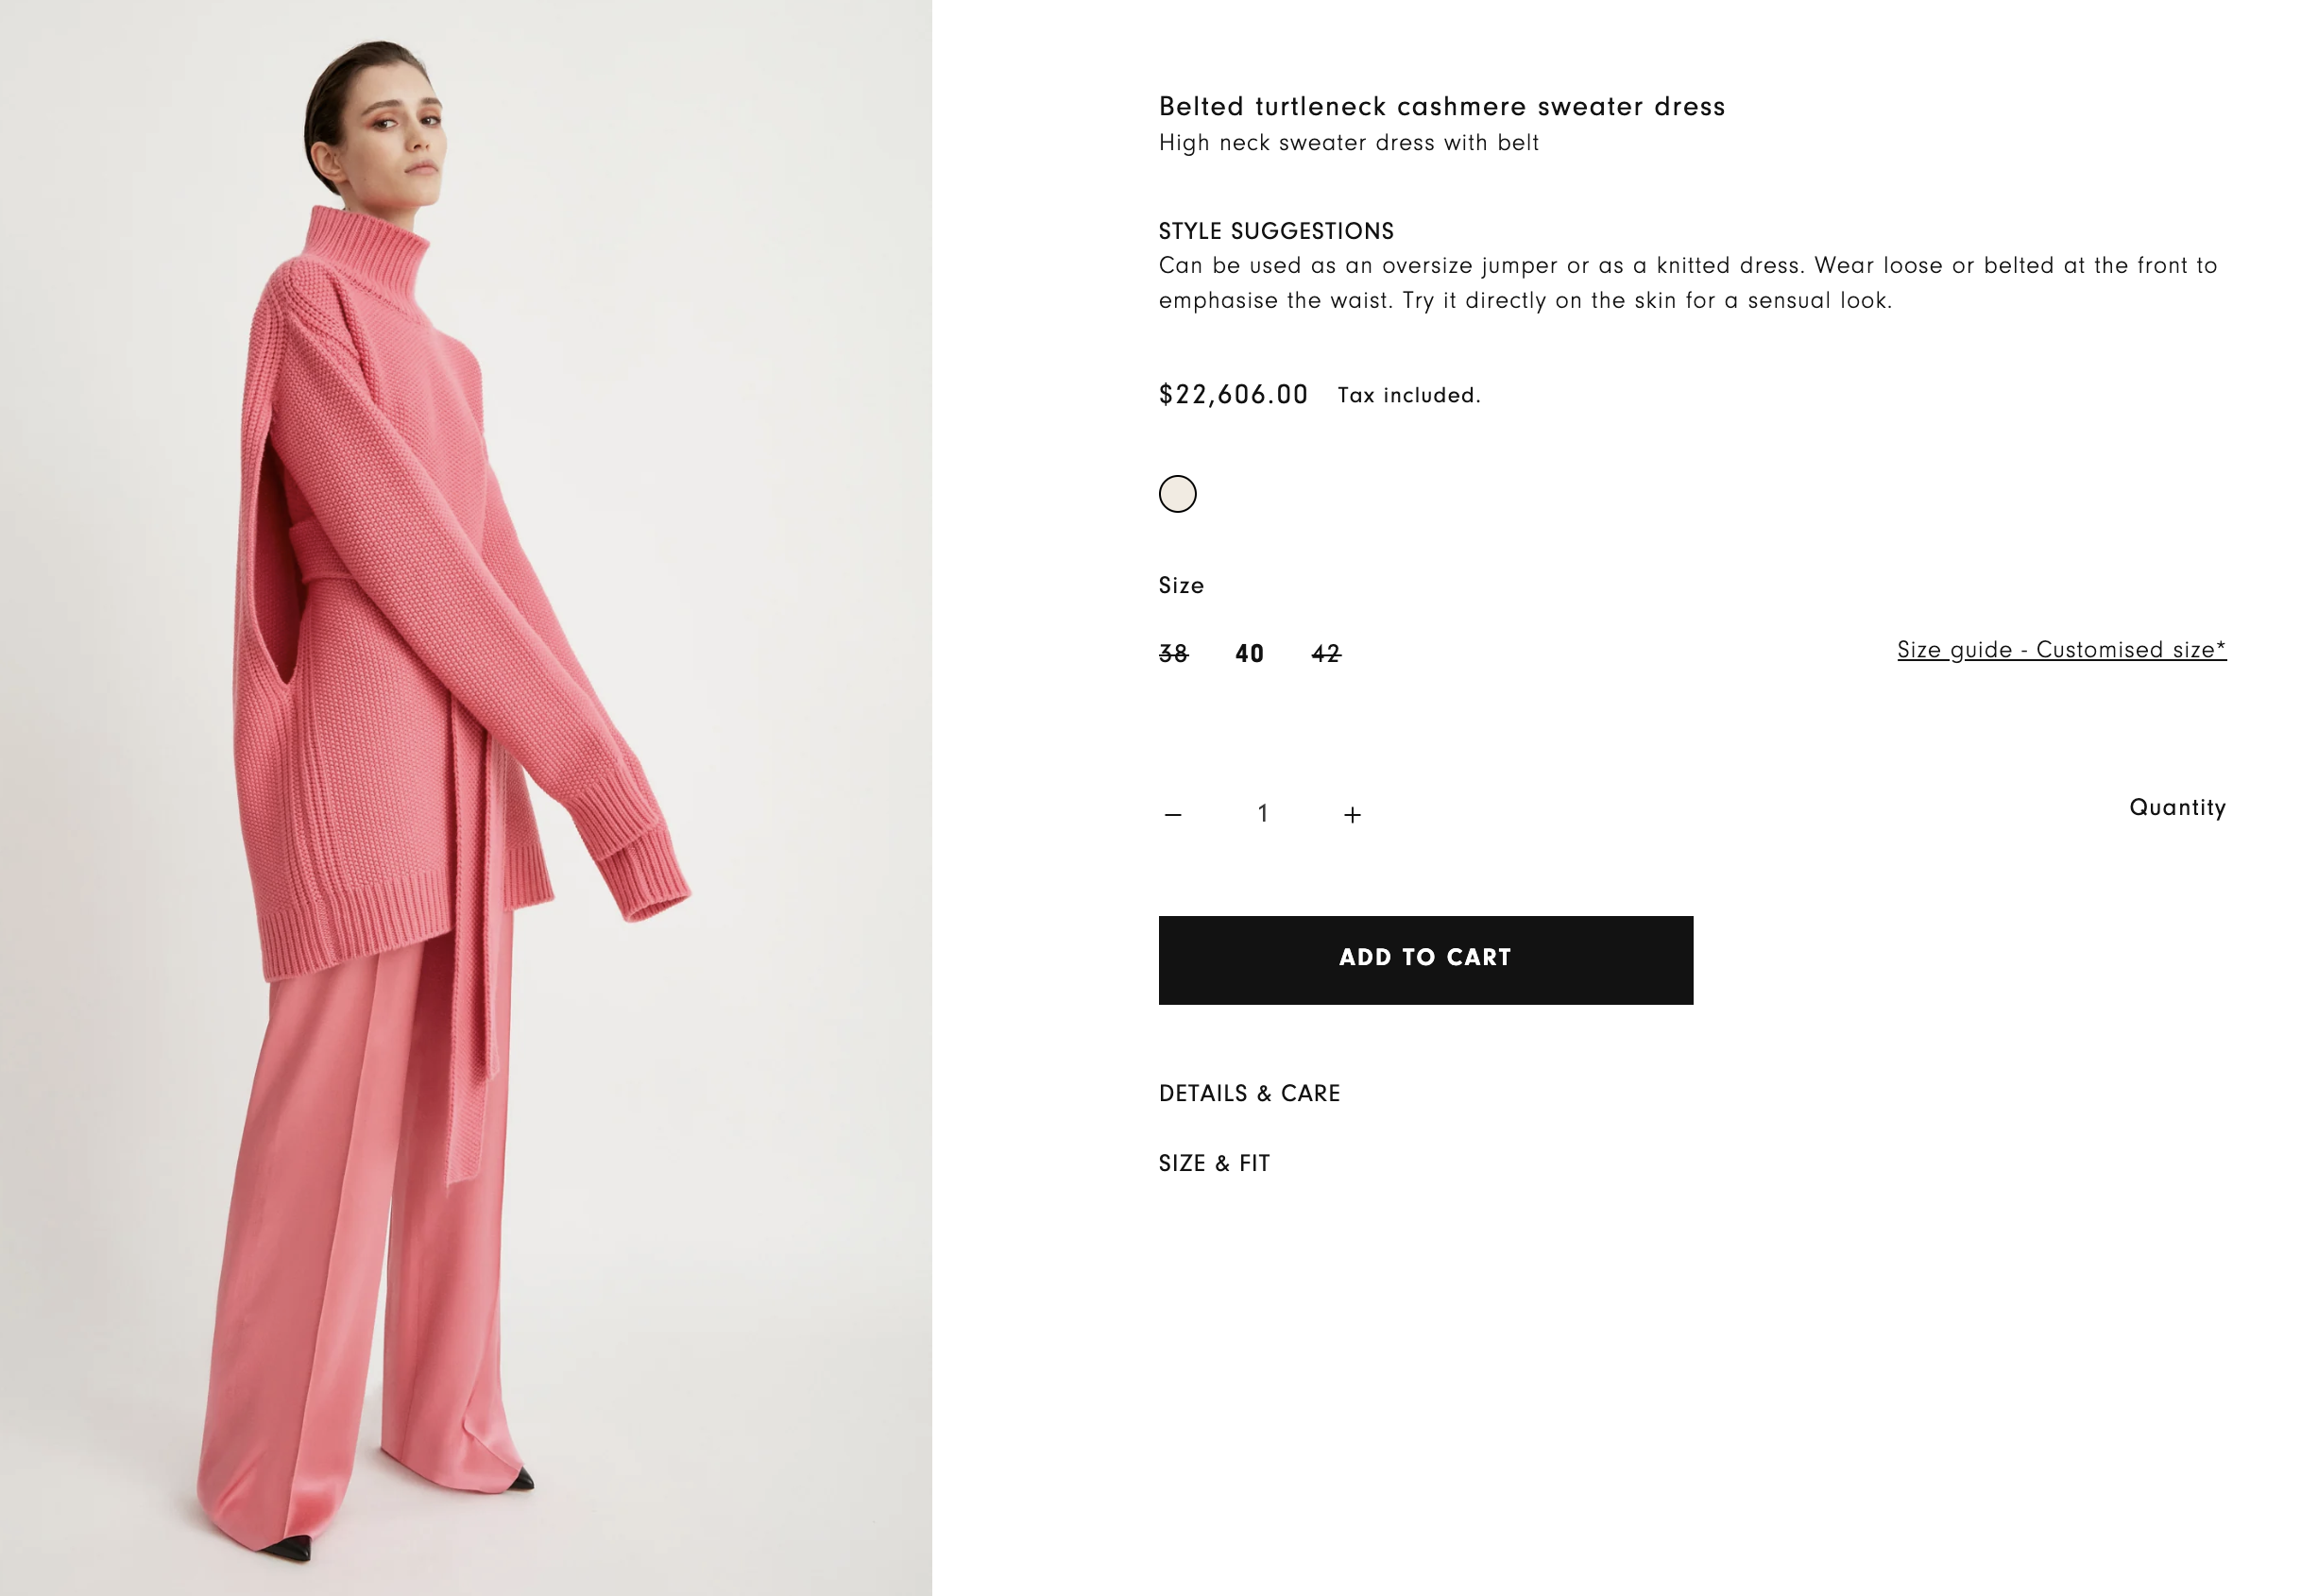 Belted turtleneck cashmere sweater dress
High neck sweater dress with belt
STYLE SUGGESTIONS
Can be used as an oversize jumper or as a knitted dress. Wear loose or belted at the front to
emphasise the waist. Try it directly on the skin for a sensual look.
$22,606.00 Tax included.
Size
38 40 42 Size guide - Customised size*
− 1 + Quantity
ADD TO CART
DETAILS & CARE
SIZE & FIT